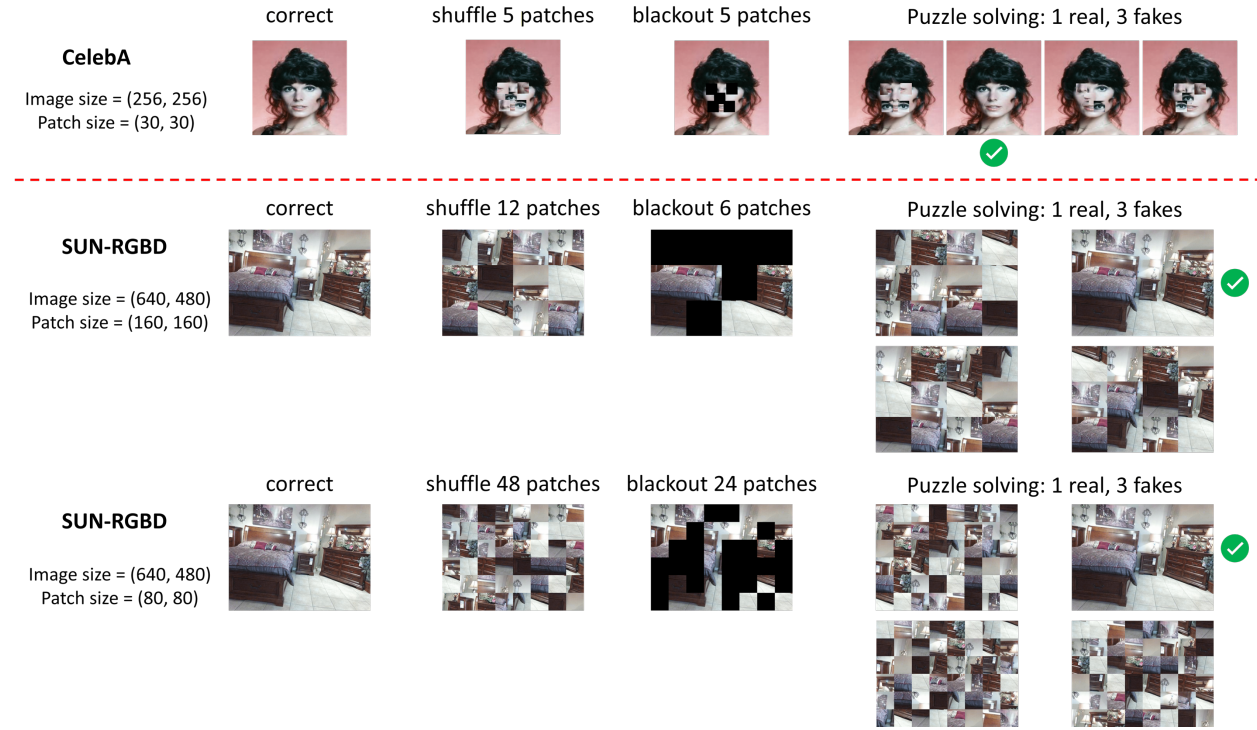 correct
shuffle 5 patches
blackout 5 patches
Puzzle solving: 1 real, 3 fakes
CelebA
Image size = (256, 256)
Patch size = (30, 30)
correct
shuffle 12 patches
blackout 6 patches
Puzzle solving: 1 real, 3 fakes
SUN-RGBD
Image size = (640, 480)
Patch size = (160, 160)
correct
shuffle 48 patches
blackout 24 patches
Puzzle solving: 1 real, 3 fakes
SUN-RGBD
Image size = (640, 480)
Patch size = (80, 80)